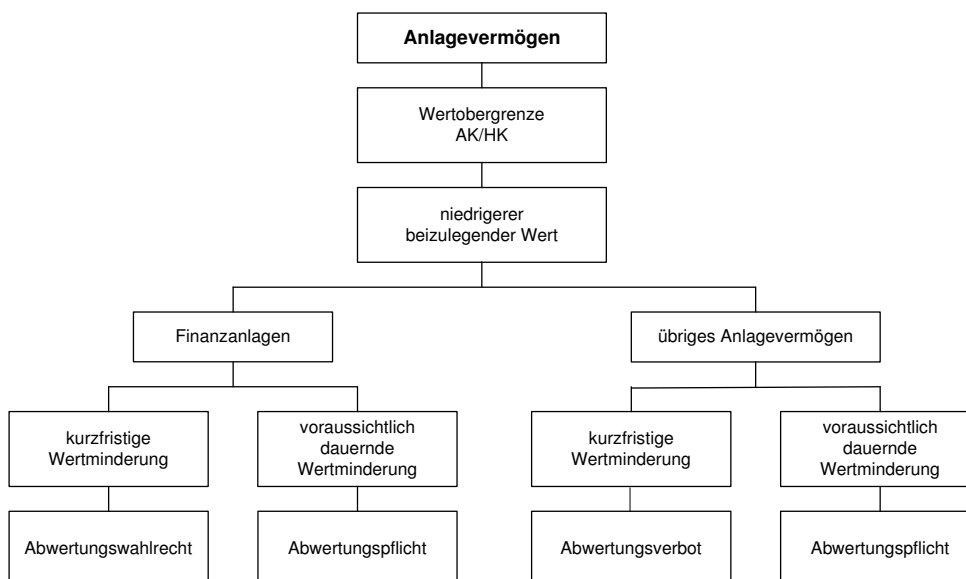 Anlagevermögen
Wertobergrenze
AK/HK
niedrigerer
beizulegender Wert
Finanzanlagen
übriges Anlagevermögen
kurzfristige
Wertminderung
voraussichtlich
dauernde
Wertminderung
kurzfristige
Wertminderung
voraussichtlich
dauernde
Wertminderung
Abwertungswahlrecht
Abwertungspflicht
Abwertungsverbot
Abwertungspflicht